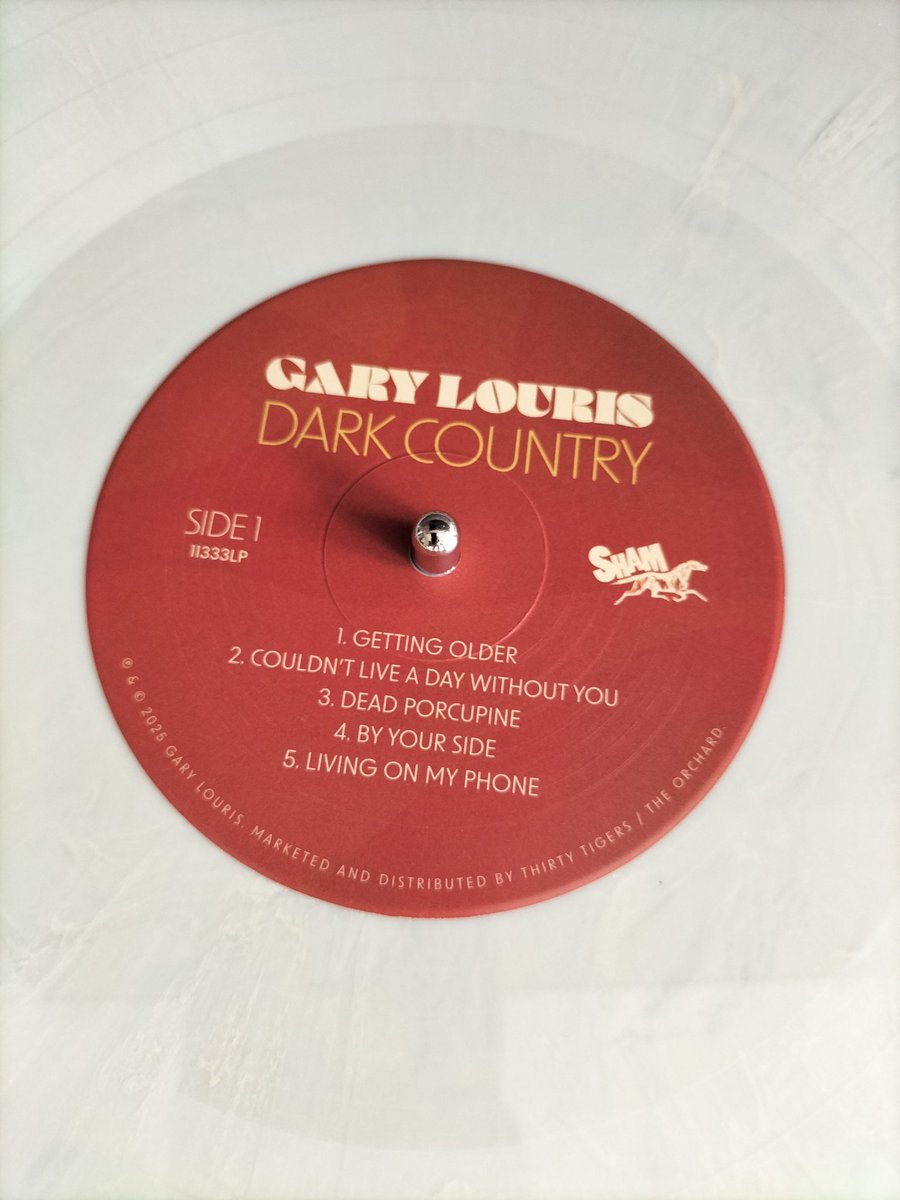 GARY LOURIS
DARK COUNTRY
SIDE 1
11333LP
SHAM
1. GETTING OLDER
2. COULDN'T LIVE A DAY WITHOUT YOU
3. DEAD PORCUPINE
4. BY YOUR SIDE
5. LIVING ON MY PHONE
℗ & © 2025 GARY LOURIS. MARKETED AND DISTRIBUTED BY THIRTY TIGERS / THE ORCHARD.